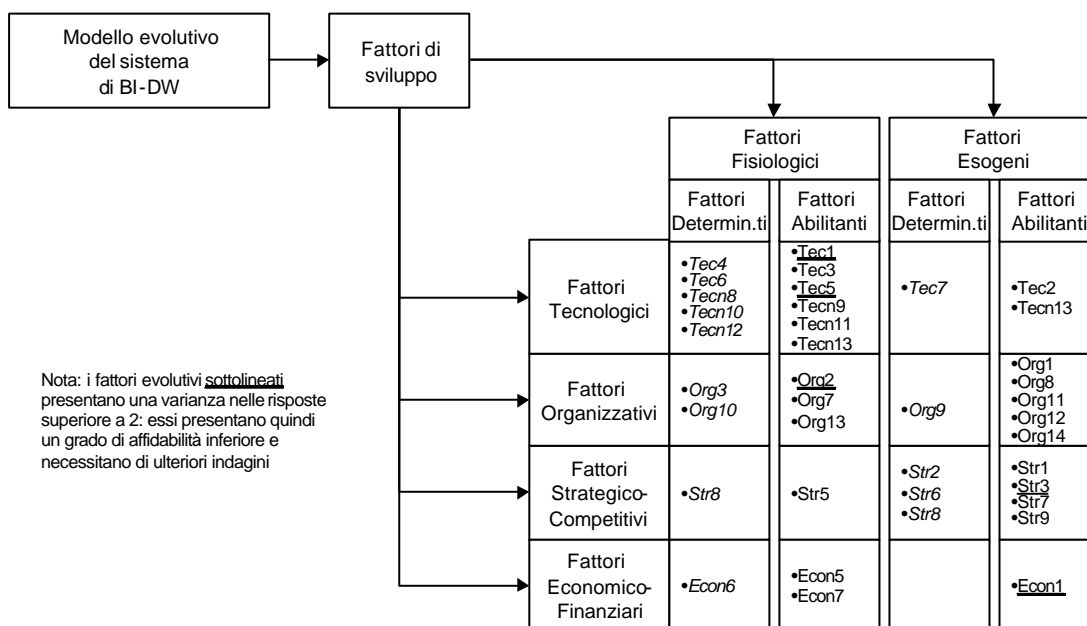 Modello evolutivo
del sistema
di BI-DW
Fattori di
sviluppo
Fattori
Fisiologici
Fattori
Esogeni
Fattori
Determin.ti
Fattori
Abilitanti
Fattori
Determin.ti
Fattori
Abilitanti
Fattori
Tecnologici
•Tec4
•Tec6
•Tecn8
•Tecn10
•Tecn12
•Tec1
•Tec3
•Tec5
•Tecn9
•Tecn11
•Tecn13
•Tec7
•Tec2
•Tecn13
Nota: i fattori evolutivi sottolineati
presentano una varianza nelle risposte
superiore a 2: essi presentano quindi
un grado di affidabilità inferiore e
necessitano di ulteriori indagini
Fattori
Organizzativi
•Org3
•Org10
•Org2
•Org7
•Org13
•Org9
•Org1
•Org8
•Org11
•Org12
•Org14
Fattori
Strategico-
Competitivi
•Str8
•Str5
•Str2
•Str6
•Str8
•Str1
•Str3
•Str7
•Str9
Fattori
Economico-
Finanziari
•Econ6
•Econ5
•Econ7
•Econ1